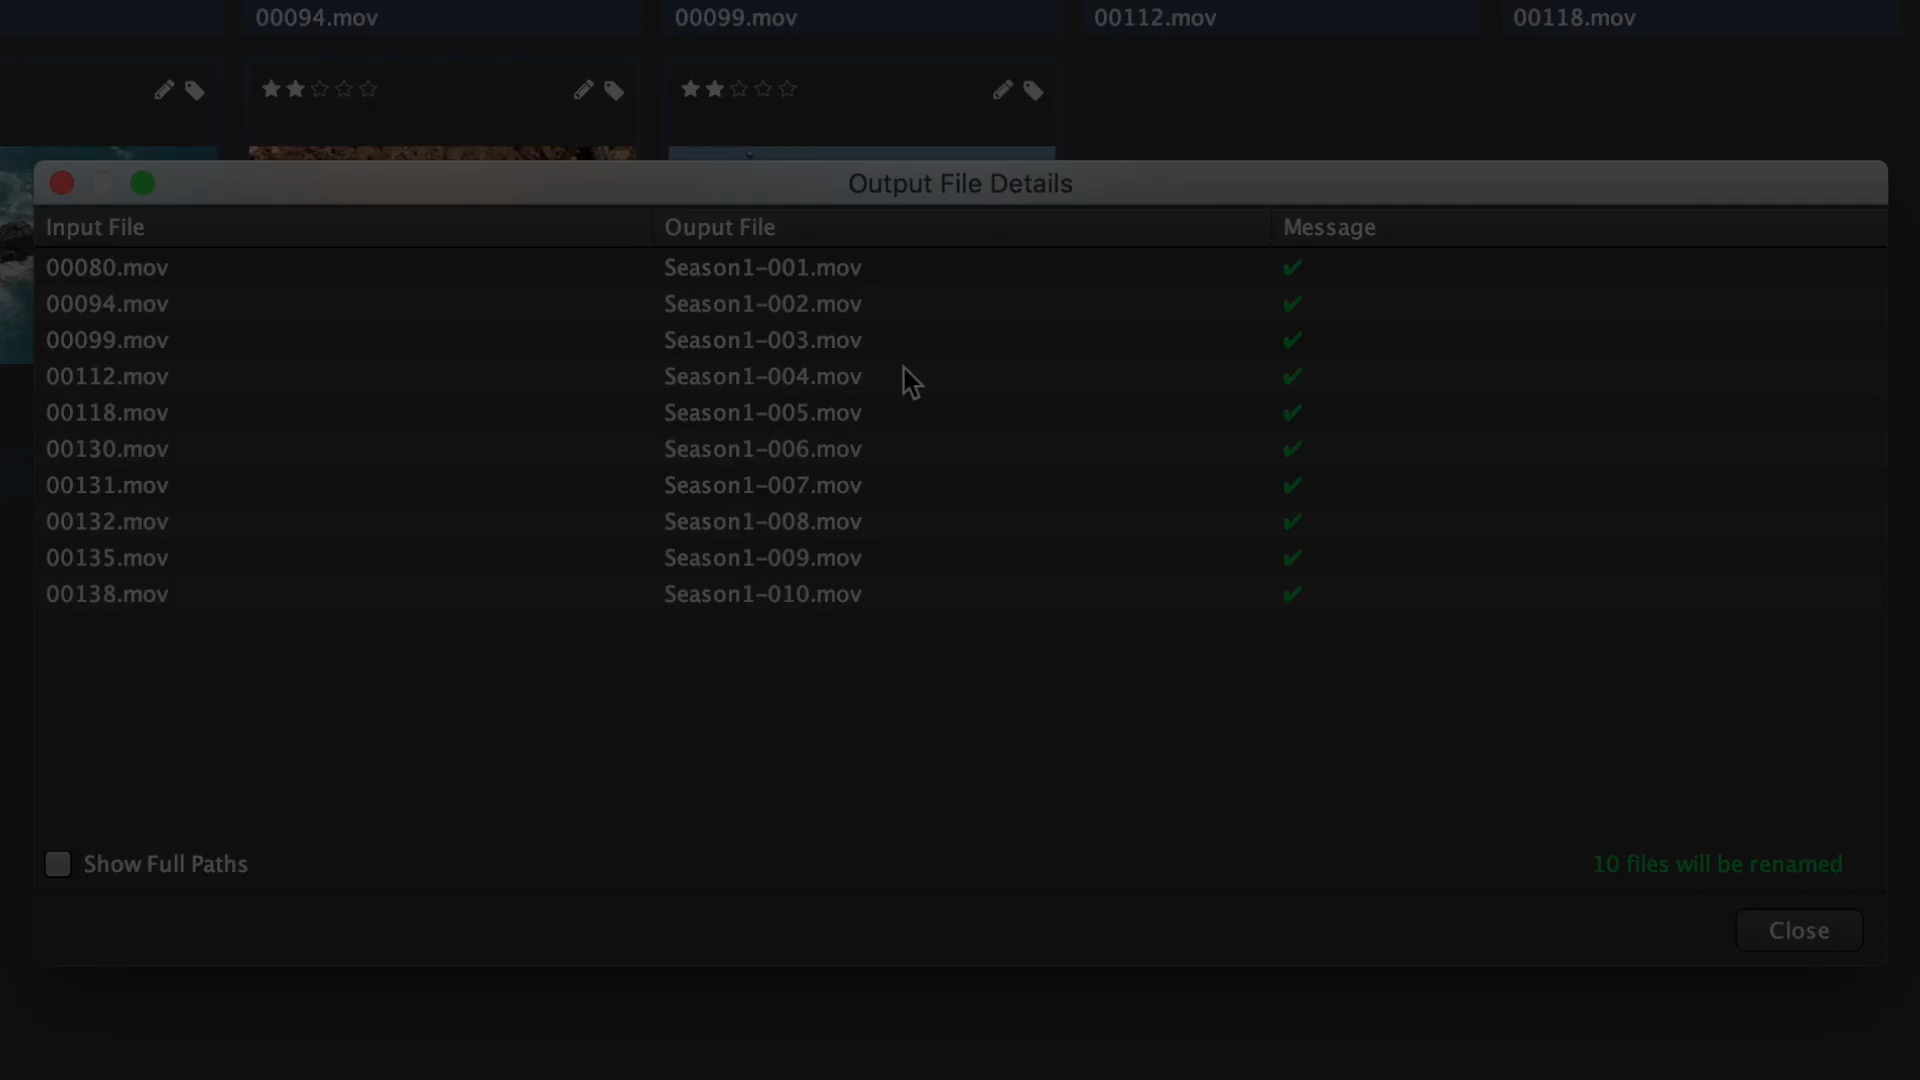 00094.mov 00099.mov 00112.mov 00118.mov
Output File Details
Input File Ouput File Message
00080.mov Season1-001.mov ✔
00094.mov Season1-002.mov ✔
00099.mov Season1-003.mov ✔
00112.mov Season1-004.mov ✔
00118.mov Season1-005.mov ✔
00130.mov Season1-006.mov ✔
00131.mov Season1-007.mov ✔
00132.mov Season1-008.mov ✔
00135.mov Season1-009.mov ✔
00138.mov Season1-010.mov ✔
Show Full Paths 10 files will be renamed
Close